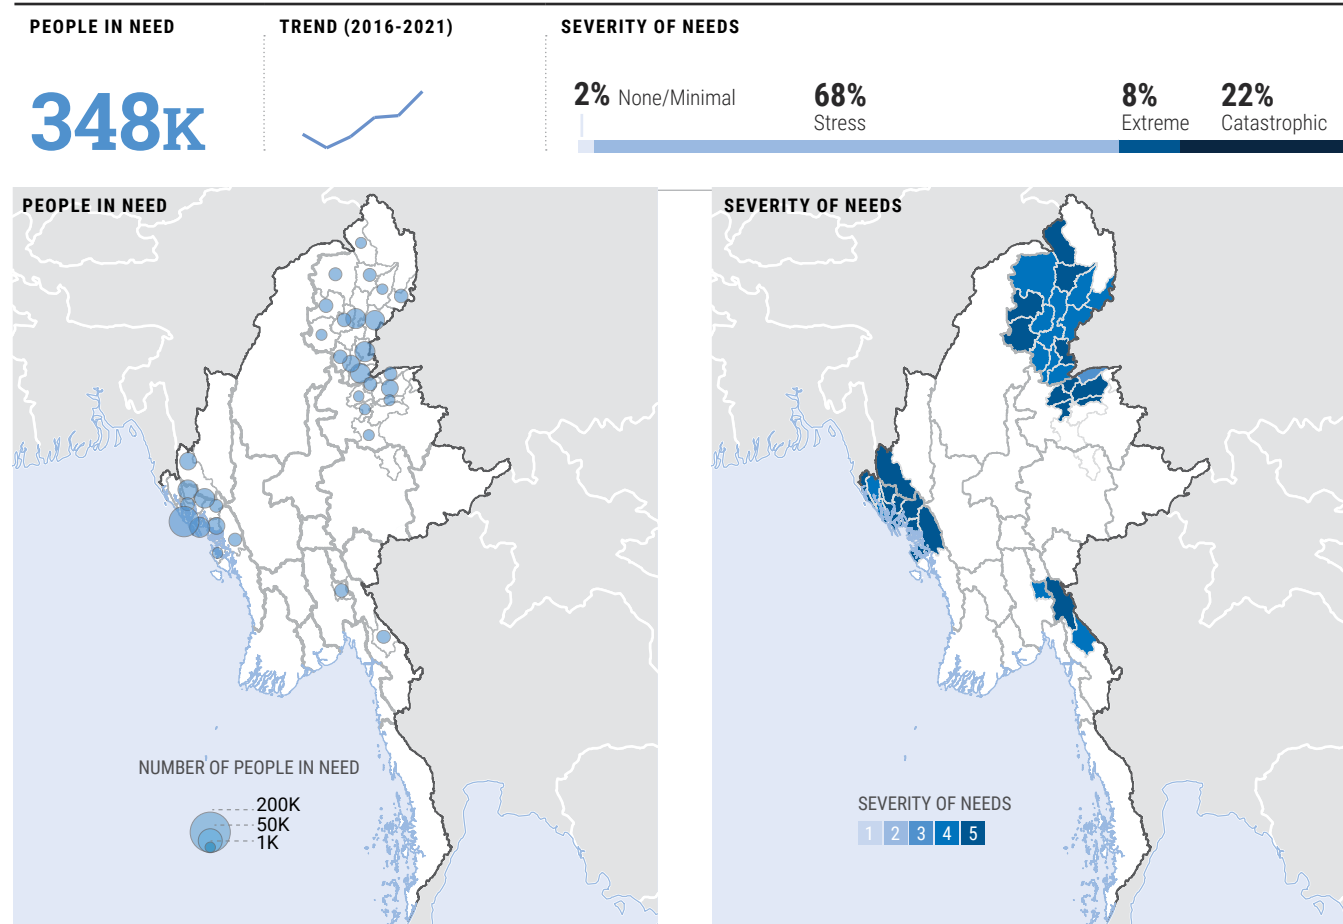 PEOPLE IN NEED
348K
TREND (2016-2021)
SEVERITY OF NEEDS
2% None/Minimal
68%
Stress
8%
Extreme
22%
Catastrophic
PEOPLE IN NEED
NUMBER OF PEOPLE IN NEED
200K
50K
1K
SEVERITY OF NEEDS
SEVERITY OF NEEDS
1 2 3 4 5